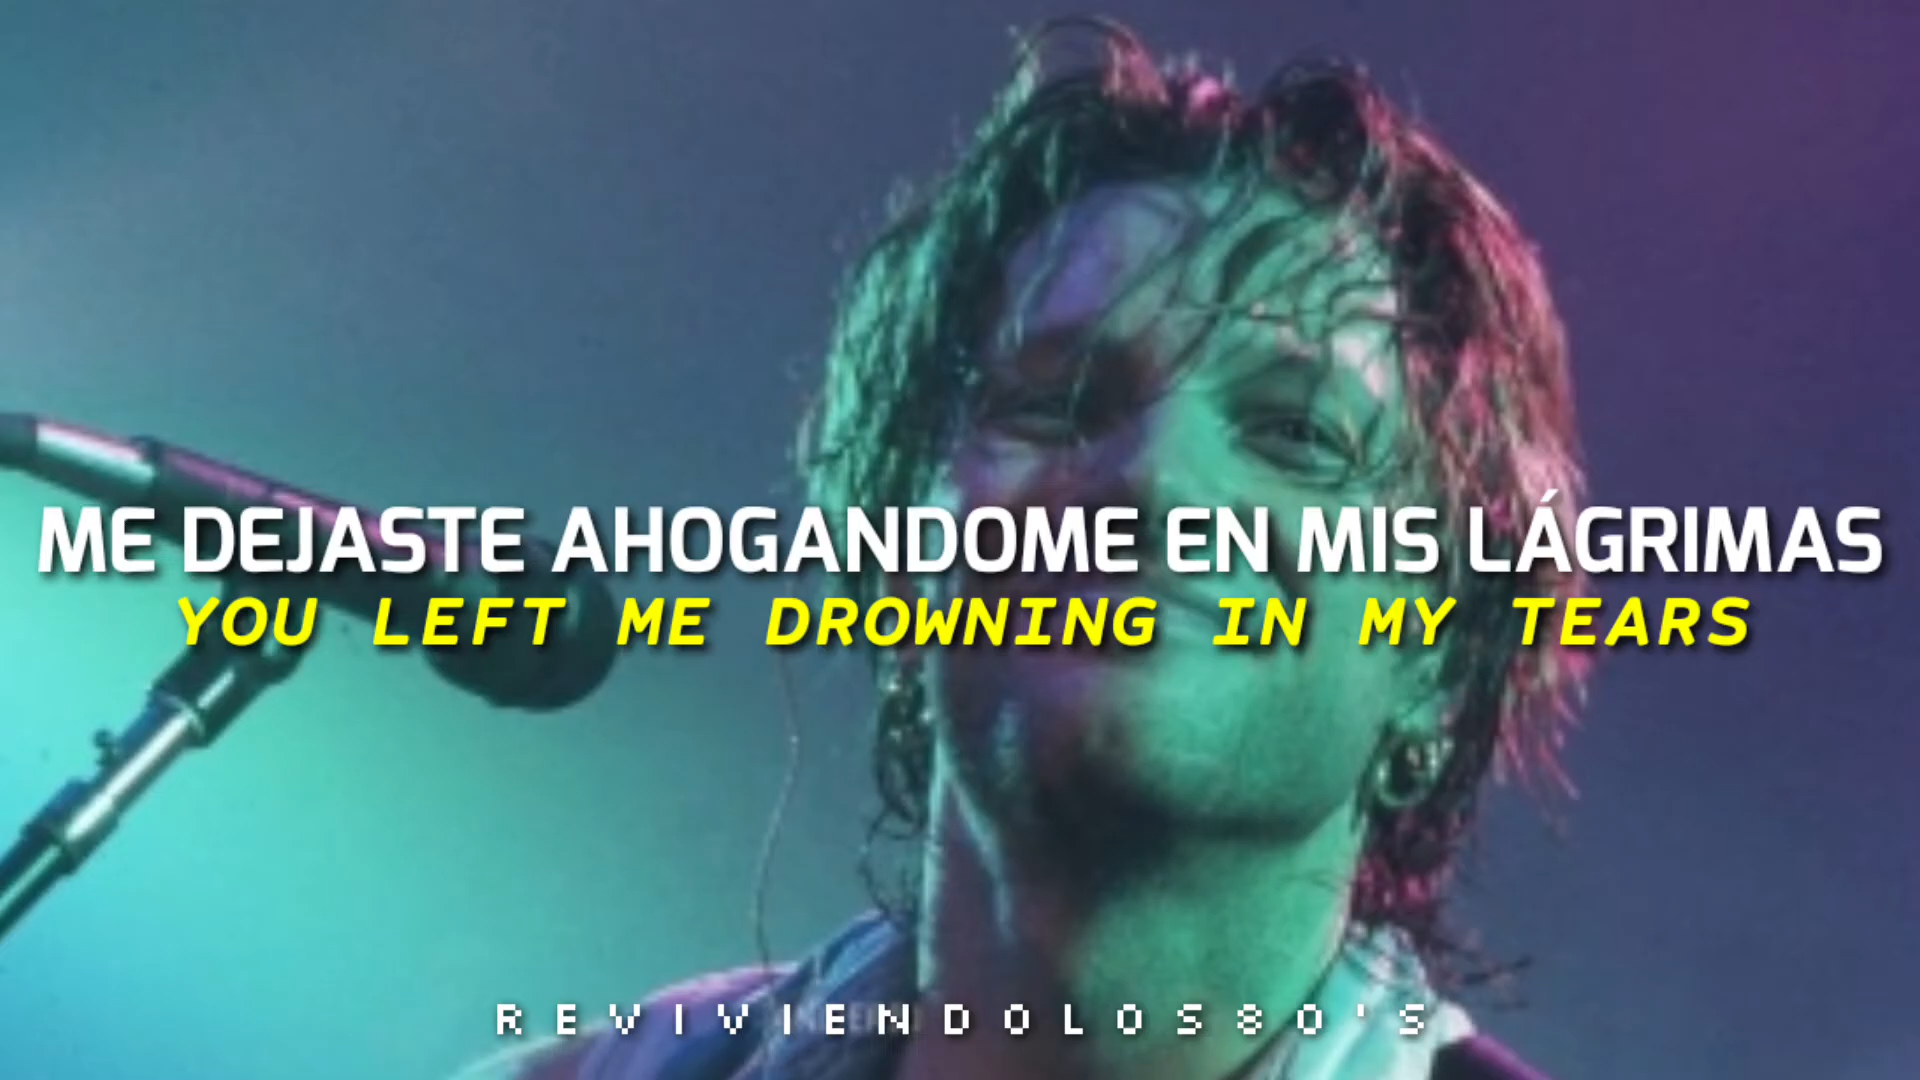 ME DEJASTE AHOGANDOME EN MIS LÁGRIMAS
YOU LEFT ME DROWNING IN MY TEARS
REVIVIENDOLOS80'S